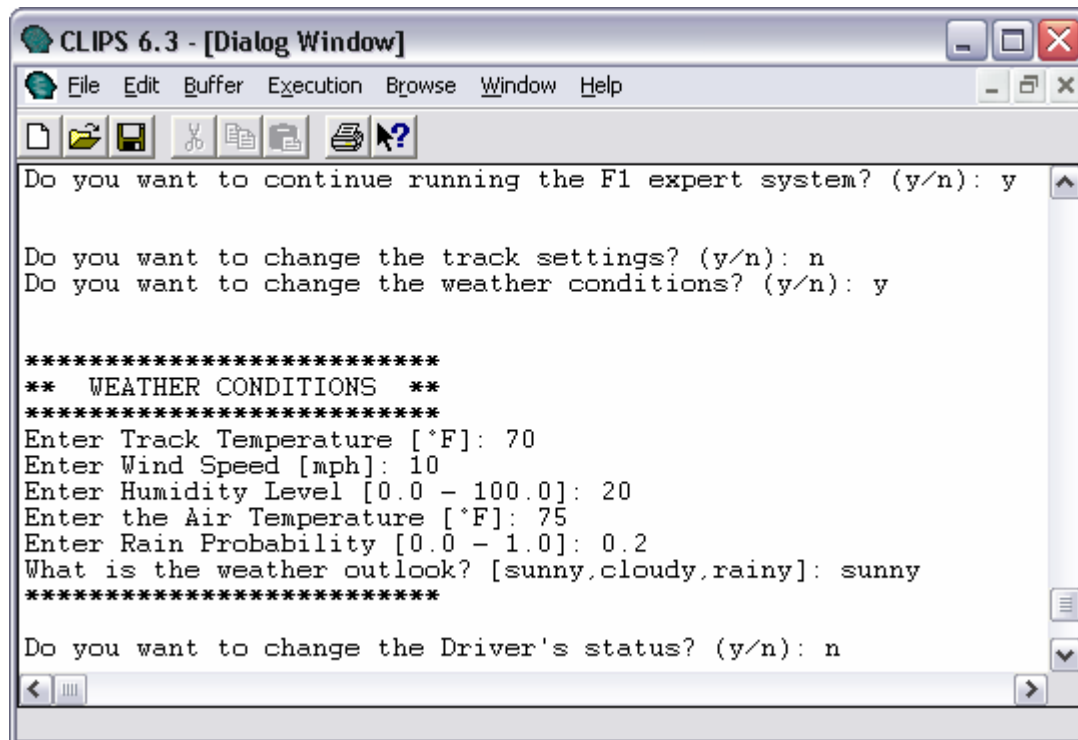 CLIPS 6.3 - [Dialog Window]
File Edit Buffer Execution Browse Window Help
Do you want to continue running the F1 expert system? (y/n): y
Do you want to change the track settings? (y/n): n
Do you want to change the weather conditions? (y/n): y
**************************
** WEATHER CONDITIONS **
**************************
Enter Track Temperature [°F]: 70
Enter Wind Speed [mph]: 10
Enter Humidity Level [0.0 – 100.0]: 20
Enter the Air Temperature [°F]: 75
Enter Rain Probability [0.0 – 1.0]: 0.2
What is the weather outlook? [sunny,cloudy,rainy]: sunny
**************************
Do you want to change the Driver's status? (y/n): n